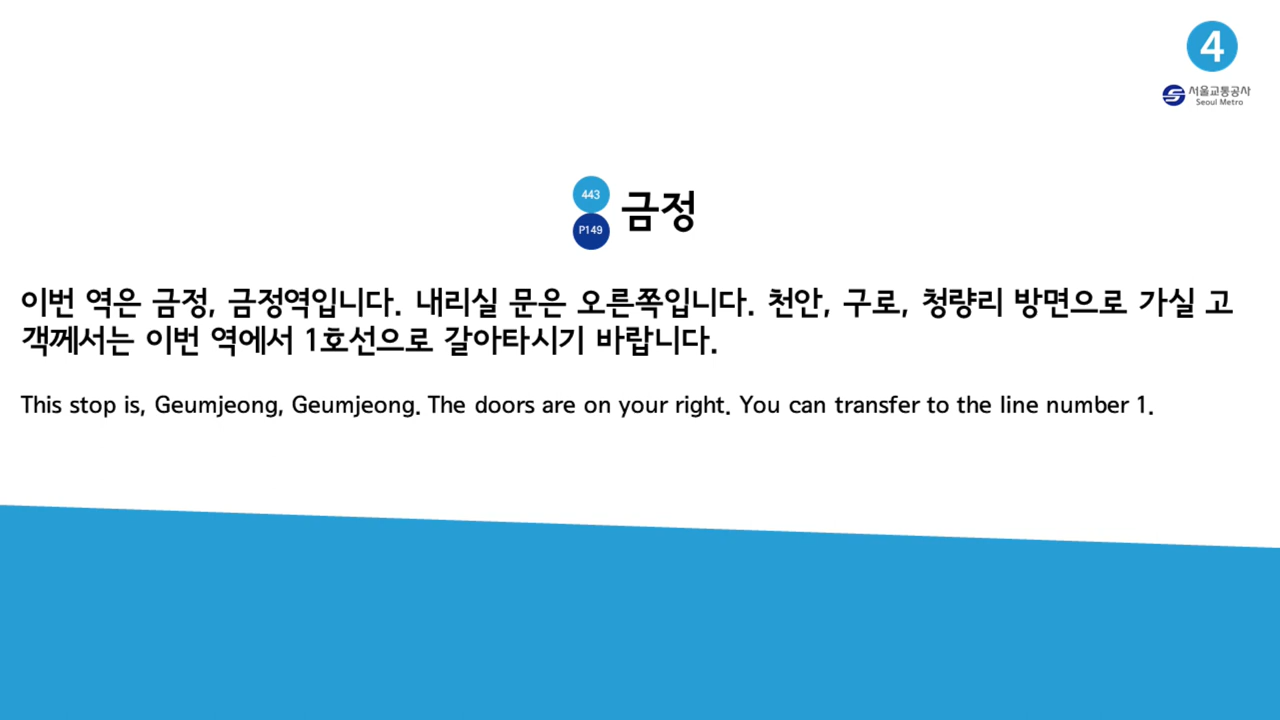 4
서울교통공사
Seoul Metro
443
P149
금정
이번 역은 금정, 금정역입니다. 내리실 문은 오른쪽입니다. 천안, 구로, 청량리 방면으로 가실 고
객께서는 이번 역에서 1호선으로 갈아타시기 바랍니다.
This stop is, Geumjeong, Geumjeong. The doors are on your right. You can transfer to the line number 1.